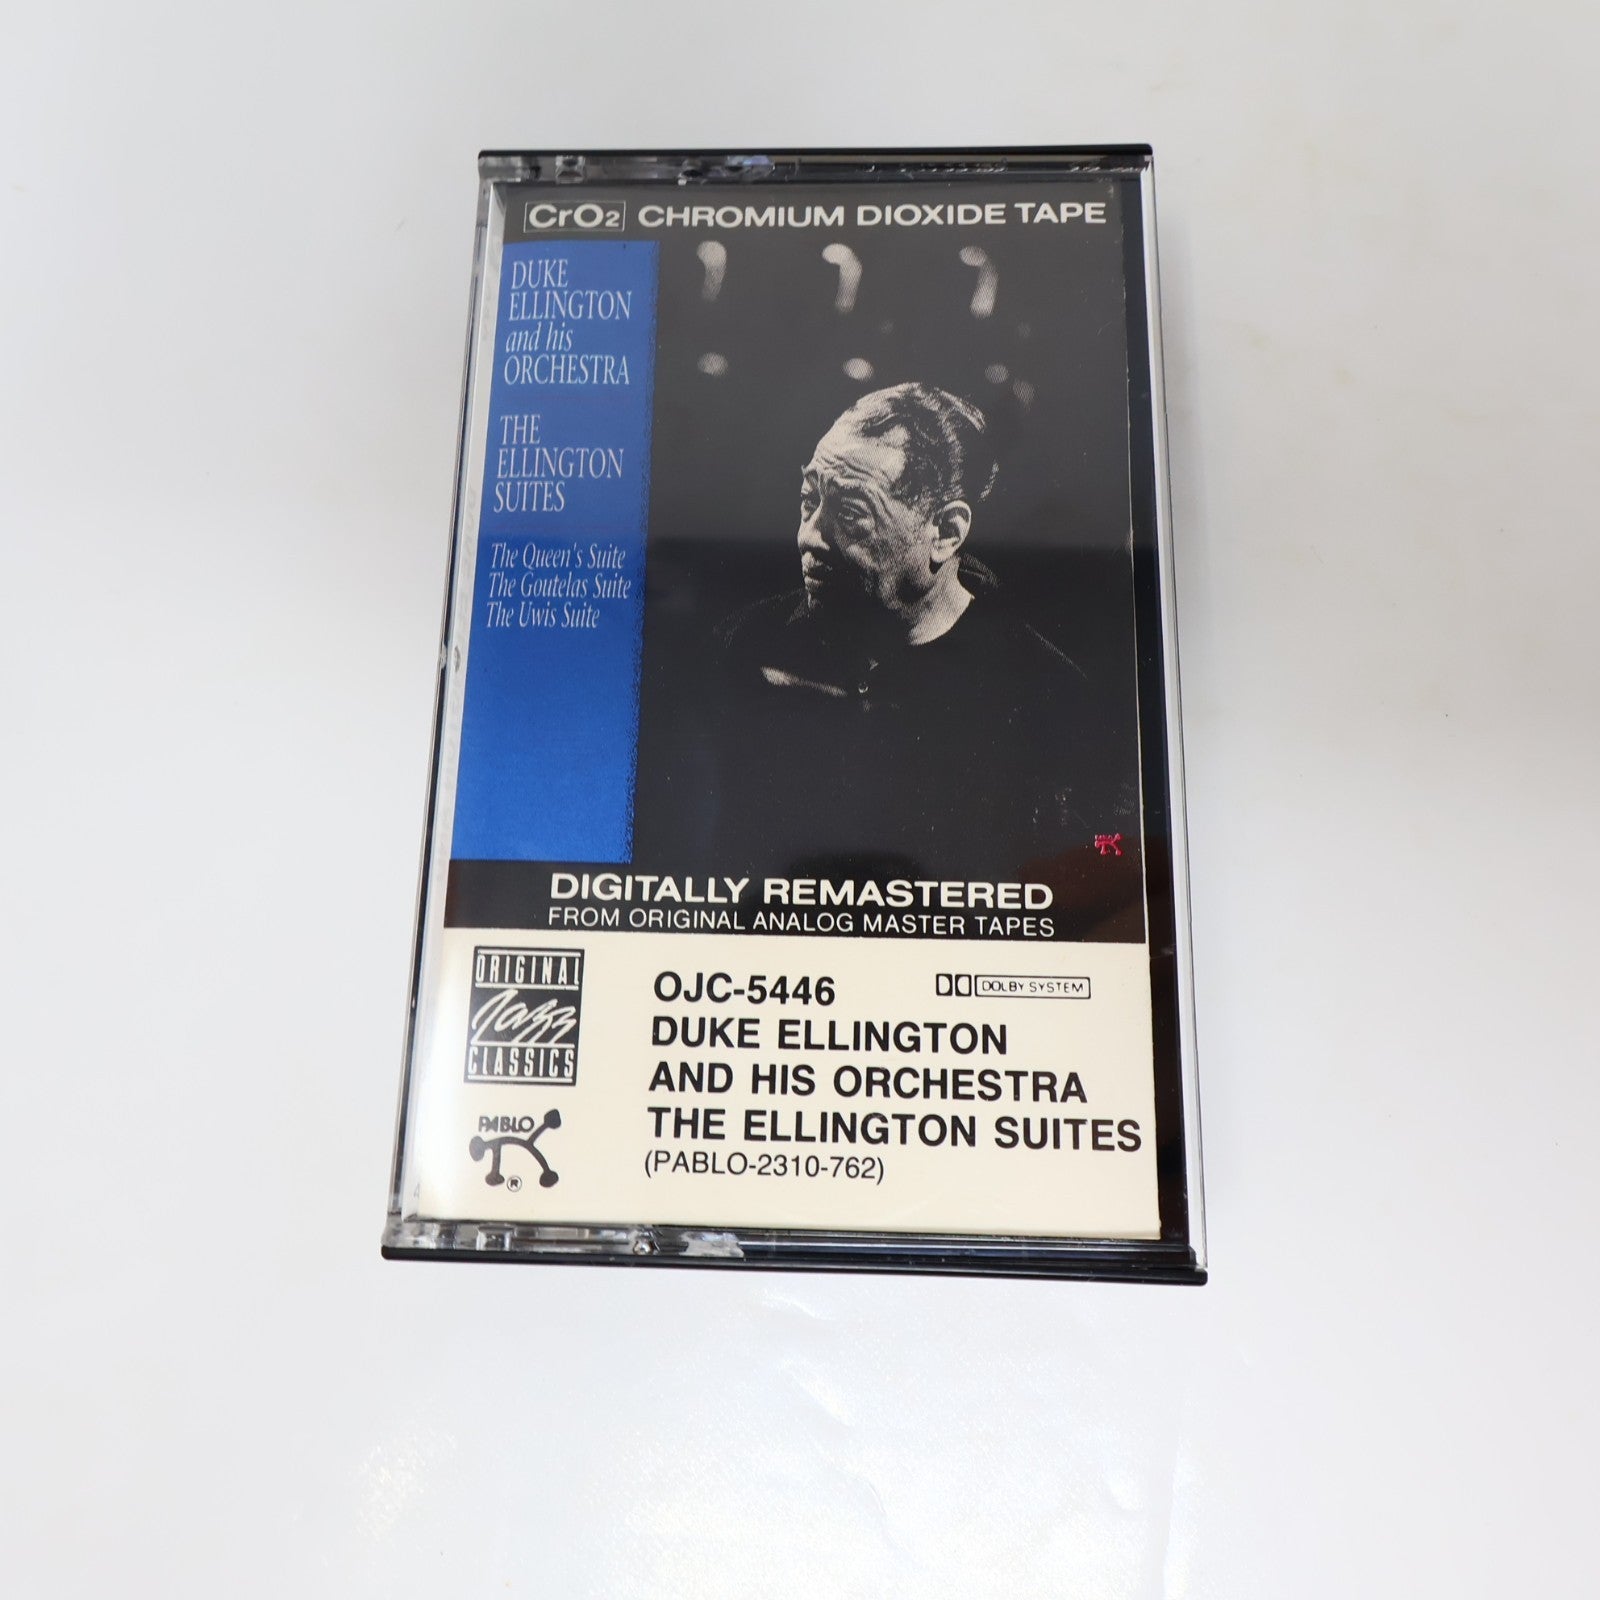 CrO2 CHROMIUM DIOXIDE TAPE
DUKE
ELLINGTON
and his
ORCHESTRA
THE
ELLINGTON
SUITES
The Queen's Suite
The Goutelas Suite
The Uwis Suite
DIGITALLY REMASTERED
FROM ORIGINAL ANALOG MASTER TAPES
ORIGINAL
Jazz
CLASSICS
PABLO
®
OJC-5446
DOLBY SYSTEM
DUKE ELLINGTON
AND HIS ORCHESTRA
THE ELLINGTON SUITES
(PABLO-2310-762)